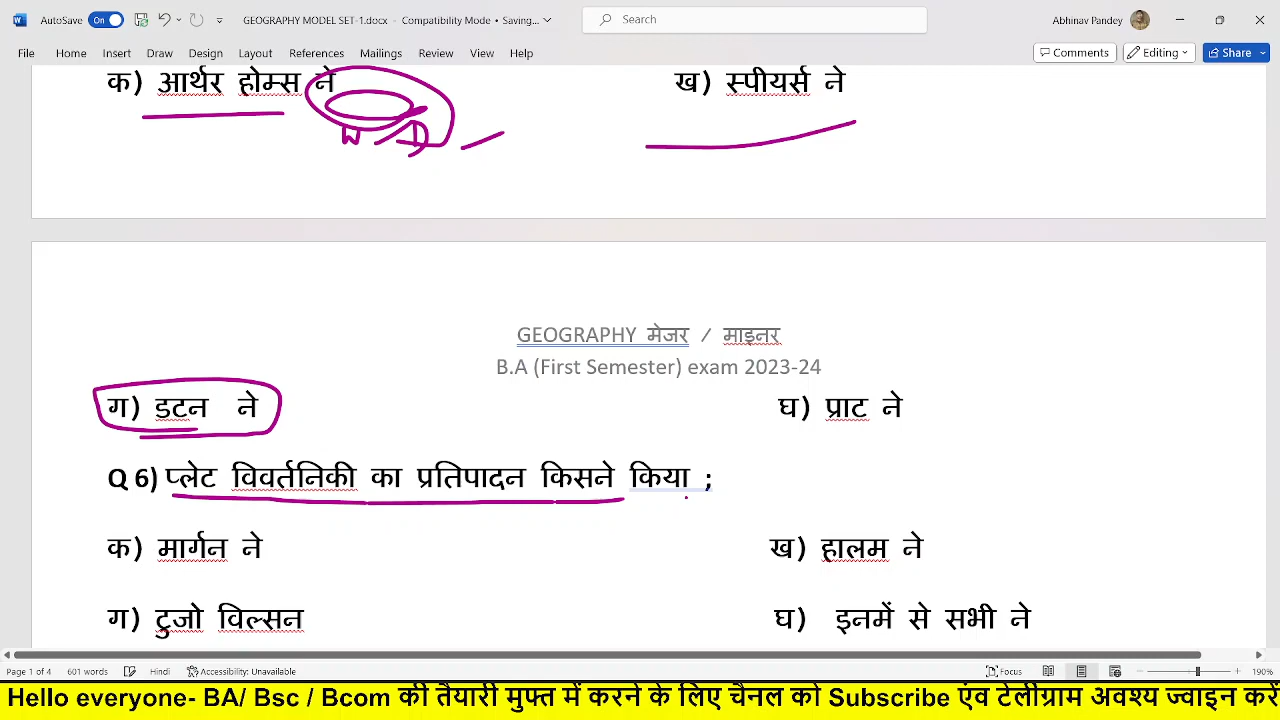 AutoSave On GEOGRAPHY MODEL SET-1.docx - Compatibility Mode • Saving... Search Abhinav Pandey
File Home Insert Draw Design Layout References Mailings Review View Help Comments Editing Share
क) आर्थर होम्स ने ख) स्पीयर्स ने
W D
GEOGRAPHY मेजर / माइनर
B.A (First Semester) exam 2023-24
ग) डटन ने घ) प्राट ने
Q 6) प्लेट विवर्तनिकी का प्रतिपादन किसने किया ;
क) मार्गन ने ख) हालम ने
ग) टुजो विल्सन घ) इनमें से सभी ने
Page 1 of 4 601 words Hindi Accessibility: Unavailable Focus 190%
Hello everyone- BA/ Bsc / Bcom की तैयारी मुफ्त में करने के लिए चैनल को Subscribe एंव टेलीग्राम अवश्य ज्वाइन करें